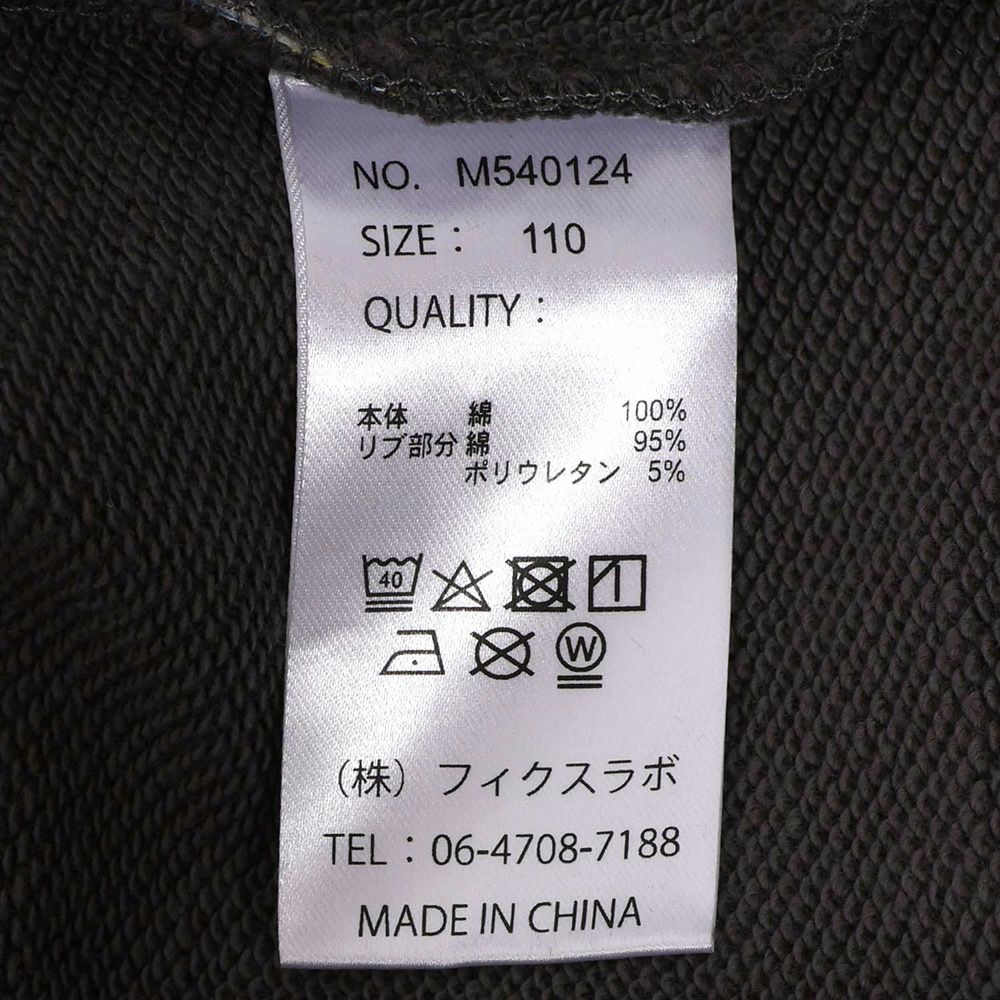 NO. M540124
SIZE： 110
QUALITY：
本体 綿 100%
リブ部分 綿 95%
ポリウレタン 5%
40
W
（株）フィクスラボ
TEL：06-4708-7188
MADE IN CHINA